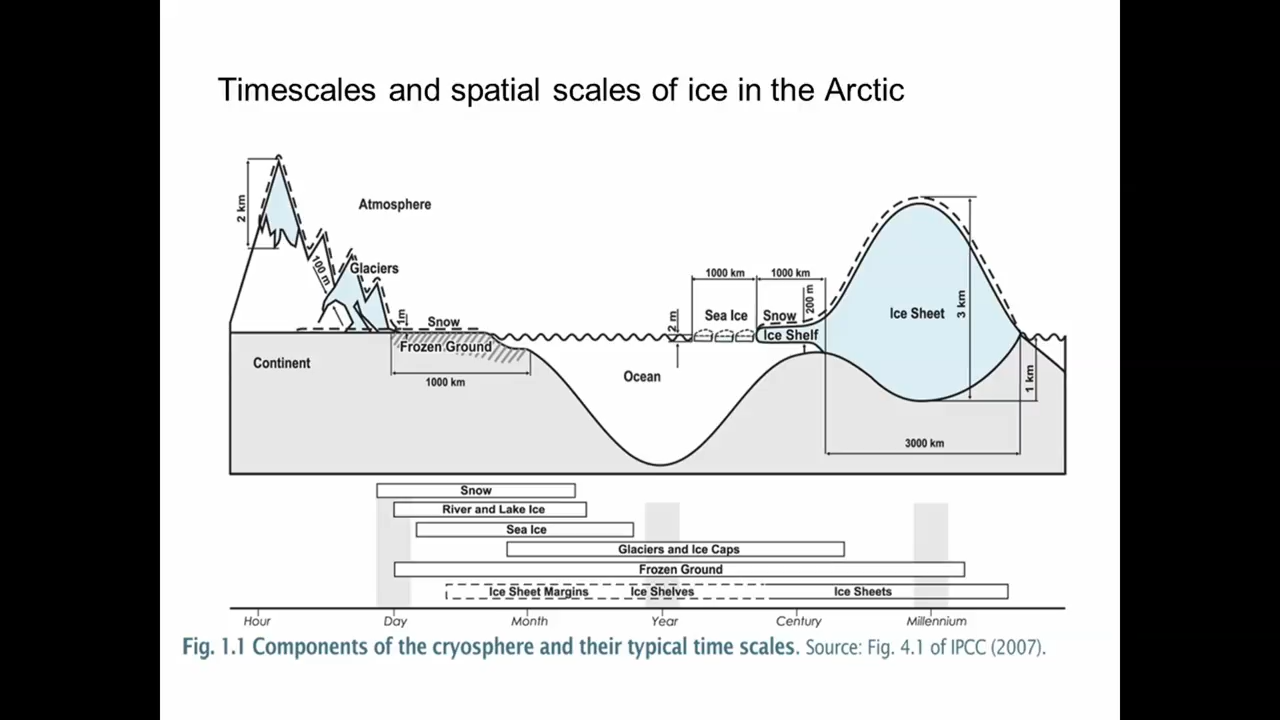 Timescales and spatial scales of ice in the Arctic
2 km
Atmosphere
100 m
Glaciers
1m
Snow
Frozen Ground
1000 km
Continent
Ocean
2 m
1000 km
1000 km
Sea Ice
Snow
200 m
Ice Shelf
Ice Sheet
3 km
1 km
3000 km
Snow
River and Lake Ice
Sea Ice
Glaciers and Ice Caps
Frozen Ground
Ice Sheet Margins Ice Shelves Ice Sheets
Hour Day Month Year Century Millennium
Fig. 1.1 Components of the cryosphere and their typical time scales. Source: Fig. 4.1 of IPCC (2007).